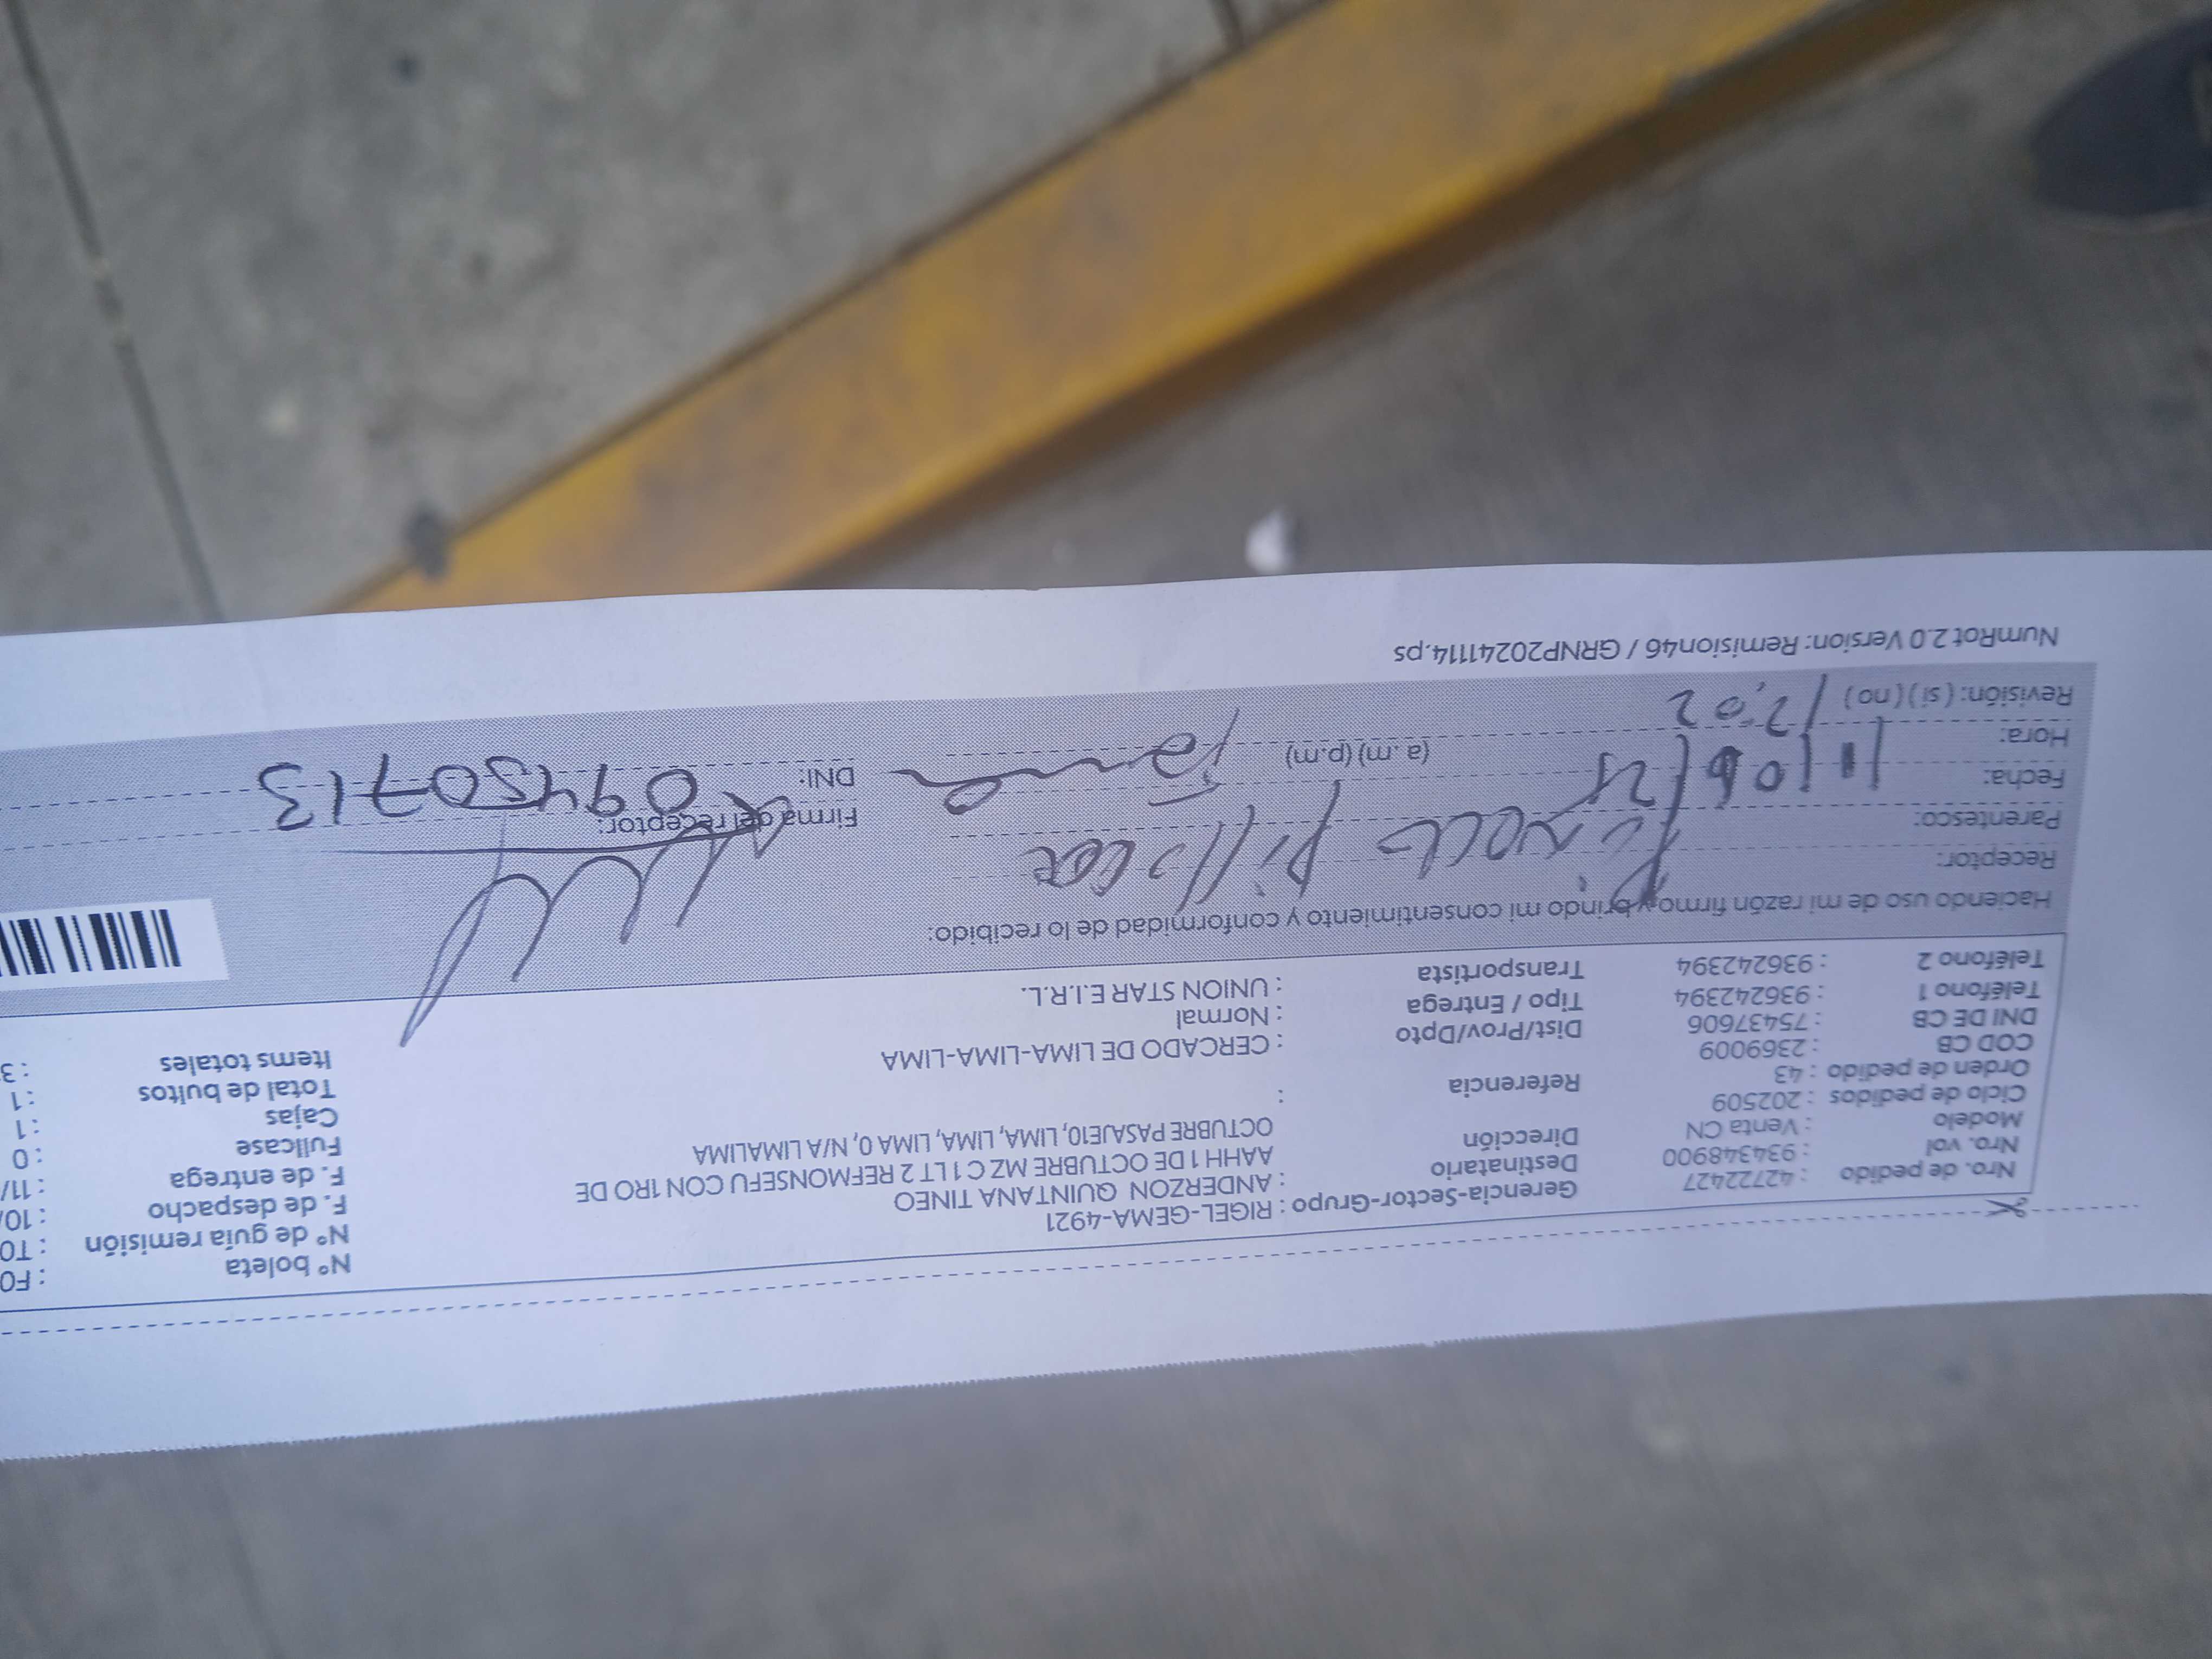 Nº boleta : F0
Nº de guía remisión : T0
F. de despacho : 10/
F. de entrega : 11/
Fullcase : 0
Cajas : 1
Total de bultos : 1
Items totales : 3
Nro. de pedido : 42722427
Nro. vol : 934348900
Modelo : Venta CN
Ciclo de pedidos : 202509
Orden de pedido : 43
COD CB : 2369009
DNI DE CB : 75437606
Teléfono 1 : 936242394
Teléfono 2 : 936242394
Gerencia-Sector-Grupo : RIGEL-GEMA-4921
Destinatario : ANDERZON QUINTANA TINEO
Dirección AAHH 1 DE OCTUBRE MZ C 1 LT 2 REFMONSEFU CON 1RO DE
OCTUBRE PASAJE10, LIMA, LIMA, LIMA 0, N/A LIMALIMA
Referencia :
Dist/Prov/Dpto : CERCADO DE LIMA-LIMA-LIMA
Tipo / Entrega : Normal
Transportista : UNION STAR E.I.R.L.
Haciendo uso de mi razón firmo y brindo mi consentimiento y conformidad de lo recibido:
Receptor:
Parentesco:
Fecha: 11/06/25
Hora: 12:02 (a. m) (p.m)
Revisión: (si) (no)
Firma del receptor:
DNI: 09450713
NumRot 2.0 Version: Remision46 / GRNP20241114.ps